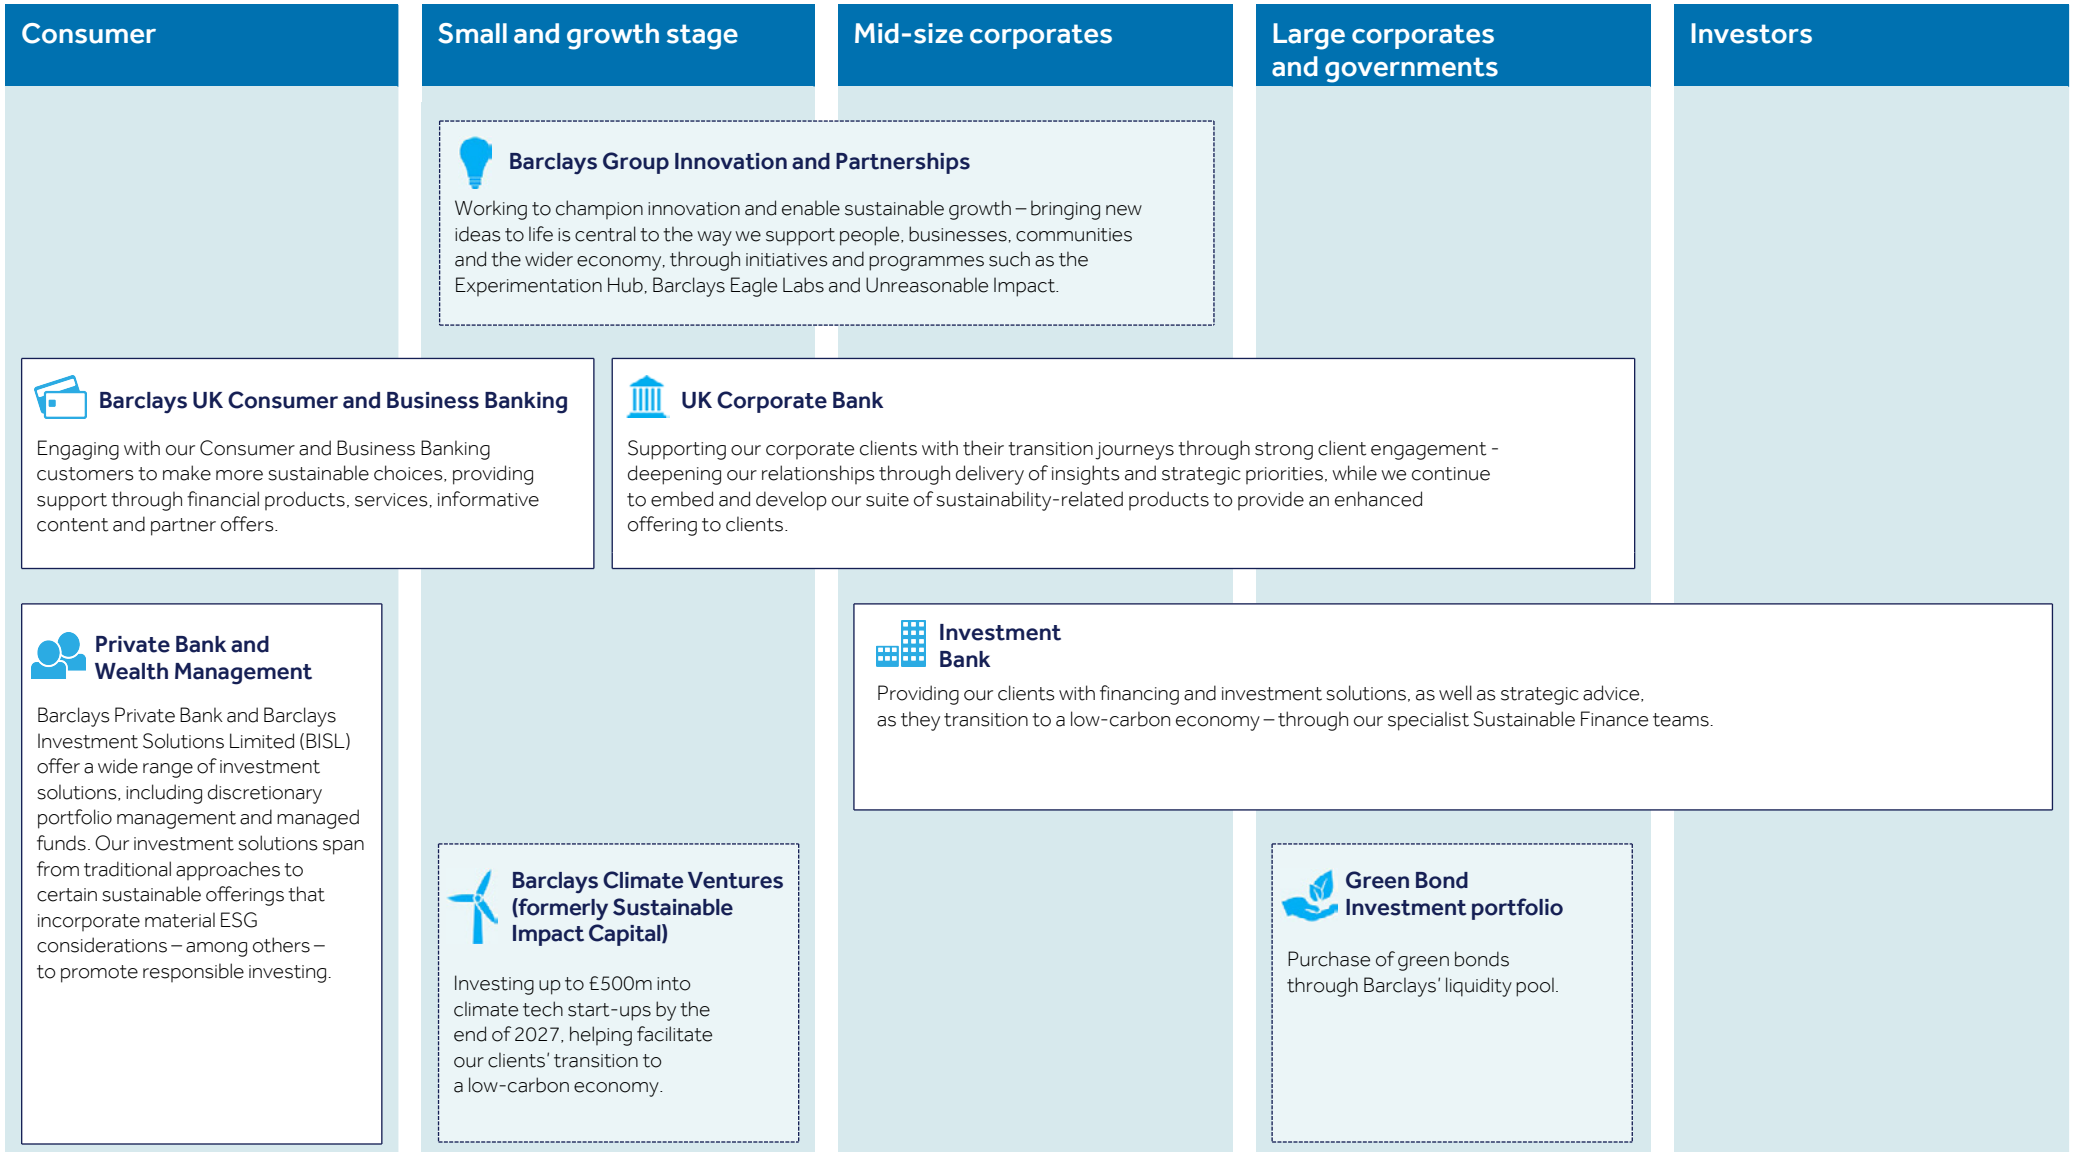 Consumer
Small and growth stage
Mid-size corporates
Large corporates
and governments
Investors
Barclays Group Innovation and Partnerships
Working to champion innovation and enable sustainable growth – bringing new
ideas to life is central to the way we support people, businesses, communities
and the wider economy, through initiatives and programmes such as the
Experimentation Hub, Barclays Eagle Labs and Unreasonable Impact.
Barclays UK Consumer and Business Banking
Engaging with our Consumer and Business Banking
customers to make more sustainable choices, providing
support through financial products, services, informative
content and partner offers.
UK Corporate Bank
Supporting our corporate clients with their transition journeys through strong client engagement -
deepening our relationships through delivery of insights and strategic priorities, while we continue
to embed and develop our suite of sustainability-related products to provide an enhanced
offering to clients.
Private Bank and
Wealth Management
Barclays Private Bank and Barclays
Investment Solutions Limited (BISL)
offer a wide range of investment
solutions, including discretionary
portfolio management and managed
funds. Our investment solutions span
from traditional approaches to
certain sustainable offerings that
incorporate material ESG
considerations – among others –
to promote responsible investing.
Investment
Bank
Providing our clients with financing and investment solutions, as well as strategic advice,
as they transition to a low-carbon economy – through our specialist Sustainable Finance teams.
Barclays Climate Ventures
(formerly Sustainable
Impact Capital)
Investing up to £500m into
climate tech start-ups by the
end of 2027, helping facilitate
our clients’ transition to
a low-carbon economy.
Green Bond
Investment portfolio
Purchase of green bonds
through Barclays’ liquidity pool.